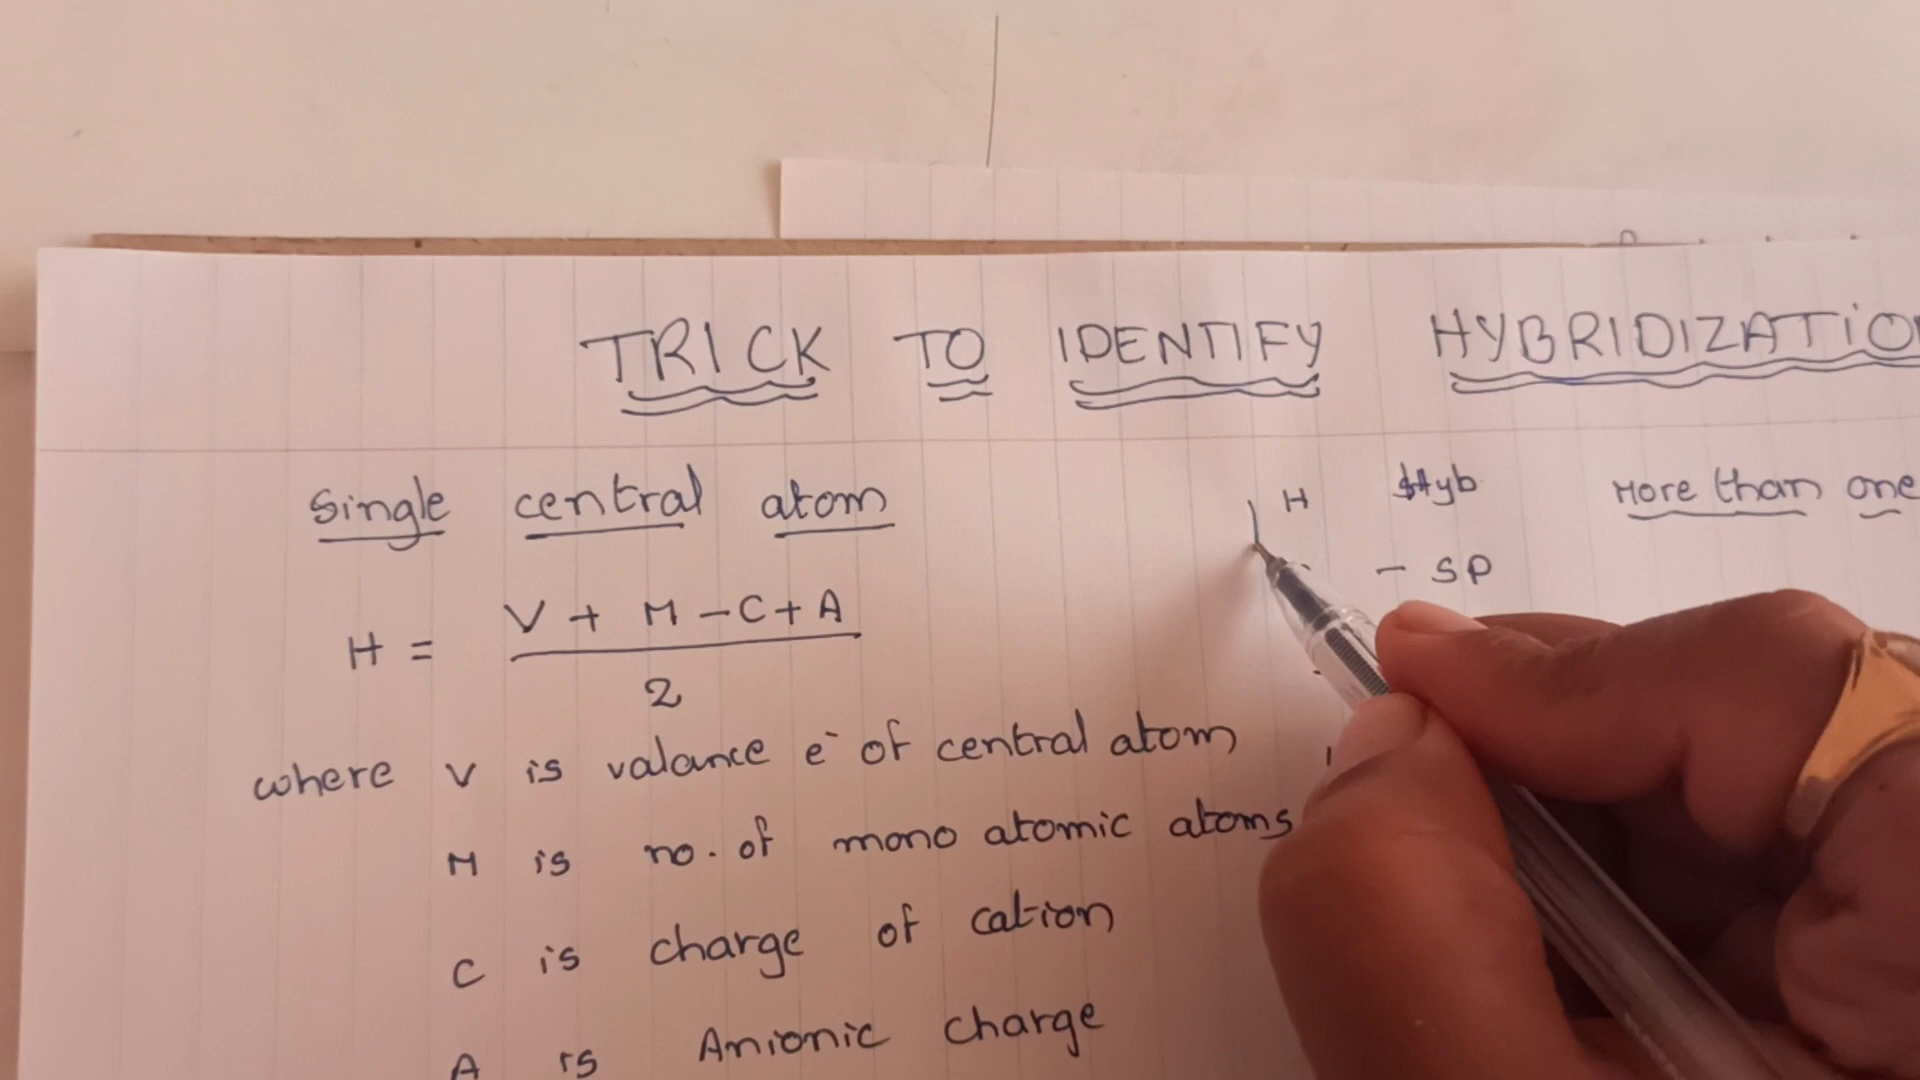 TRICK TO IDENTIFY HYBRIDIZATION
Single central atom
H = V + M - C + A
2
where V is valance e⁻ of central atom
M is no. of mono atomic atoms
C is charge of cation
A is Anionic charge
H Hyb
- SP
More than one